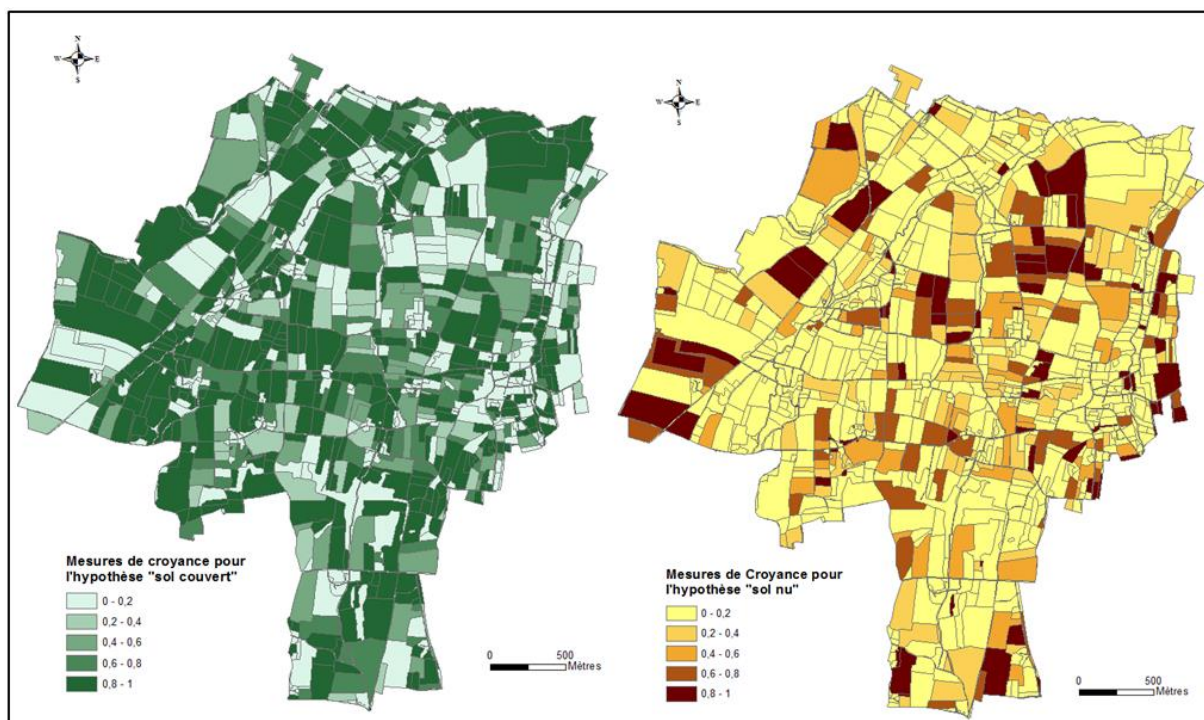 N
W E
S
Mesures de croyance pour
l'hypothèse "sol couvert"
0 - 0,2
0,2 - 0,4
0,4 - 0,6
0,6 - 0,8
0,8 - 1
0 500
Mètres
N
W E
S
Mesures de Croyance pour
l'hypothèse "sol nu"
0 - 0,2
0,2 - 0,4
0,4 - 0,6
0,6 - 0,8
0,8 - 1
0 500
Mètres